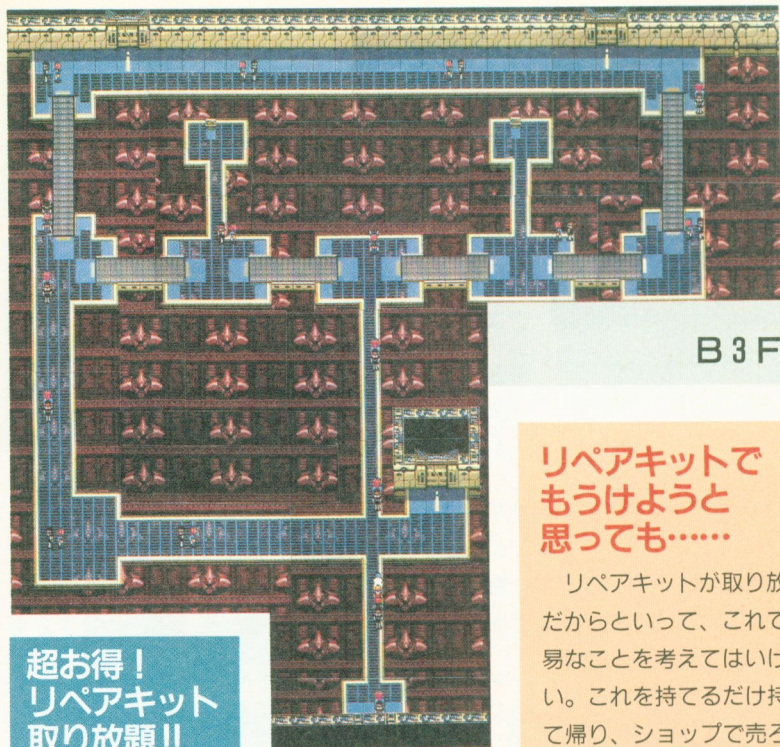 B3F
リペアキットで
もうけようと
思っても……
リペアキットが取り放
だからといって、これて
易なことを考えてはいけ
い。これを持てるだけ持
て帰り、ショップで売ろ
超お得！
リペアキット
取り放題!!